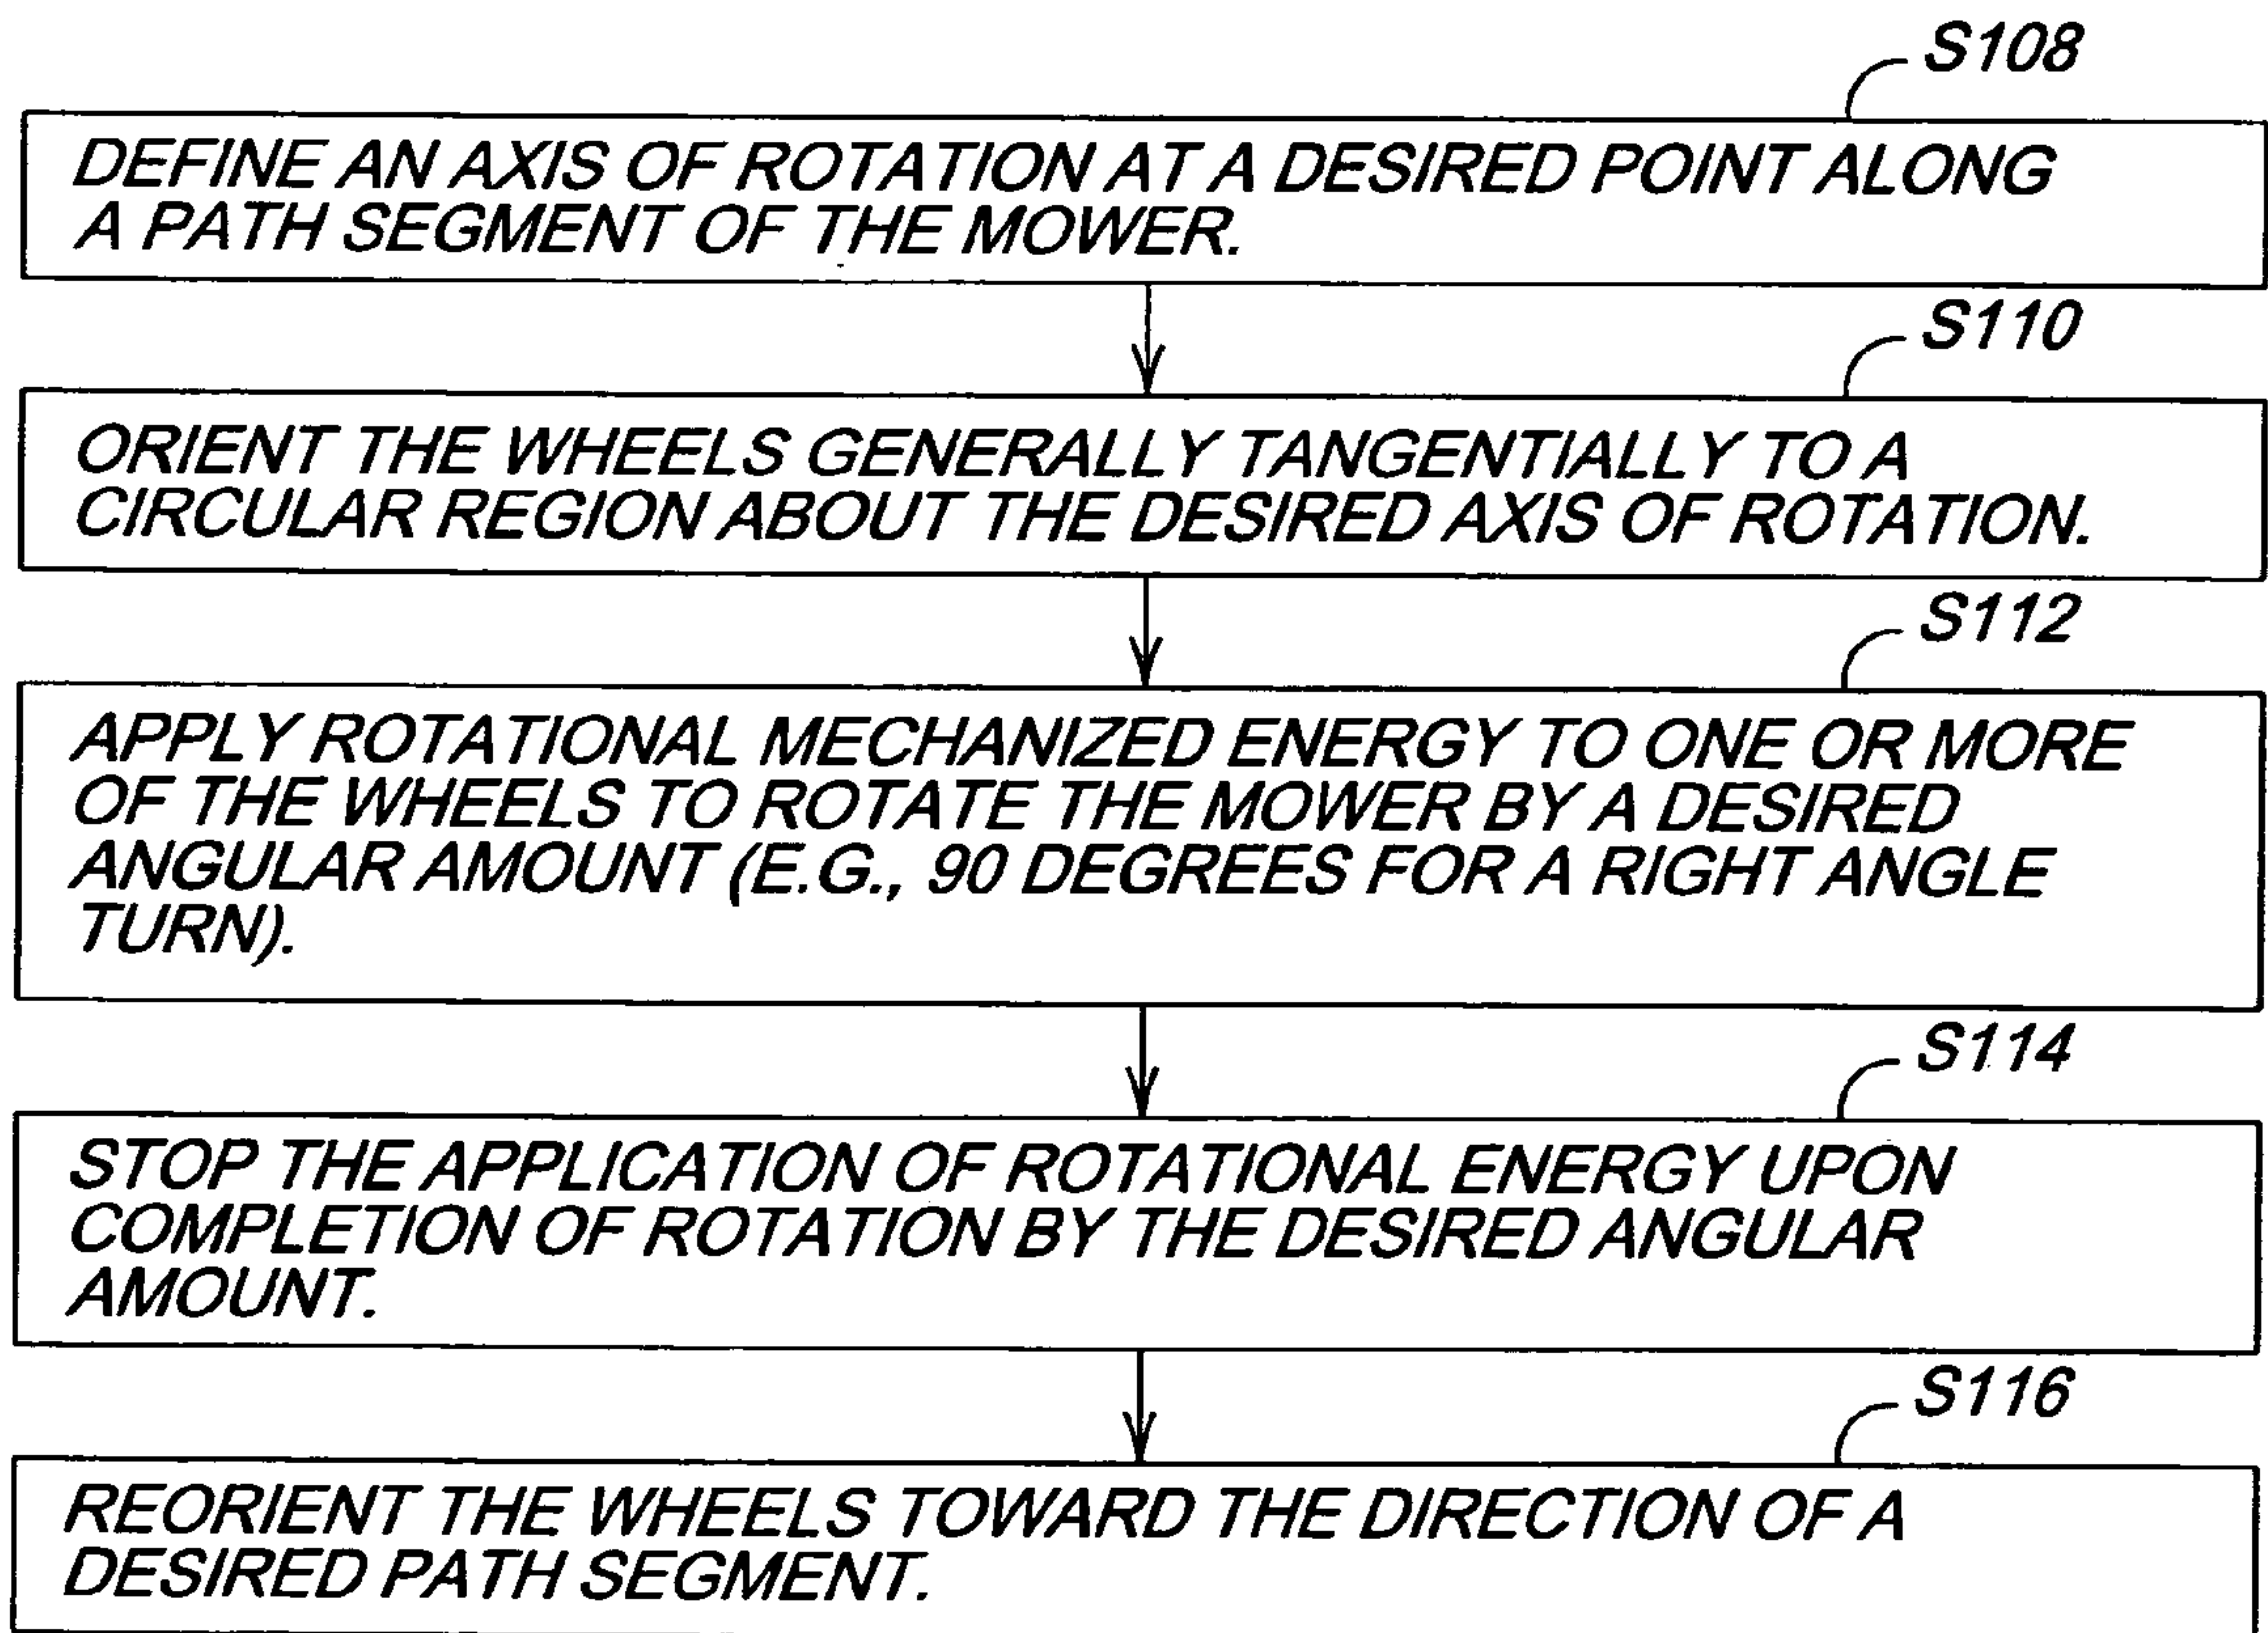 S108
DEFINE AN AXIS OF ROTATION AT A DESIRED POINT ALONG
A PATH SEGMENT OF THE MOWER.
S110
ORIENT THE WHEELS GENERALLY TANGENTIALLY TO A
CIRCULAR REGION ABOUT THE DESIRED AXIS OF ROTATION.
S112
APPLY ROTATIONAL MECHANIZED ENERGY TO ONE OR MORE
OF THE WHEELS TO ROTATE THE MOWER BY A DESIRED
ANGULAR AMOUNT (E.G., 90 DEGREES FOR A RIGHT ANGLE
TURN).
S114
STOP THE APPLICATION OF ROTATIONAL ENERGY UPON
COMPLETION OF ROTATION BY THE DESIRED ANGULAR
AMOUNT.
S116
REORIENT THE WHEELS TOWARD THE DIRECTION OF A
DESIRED PATH SEGMENT.